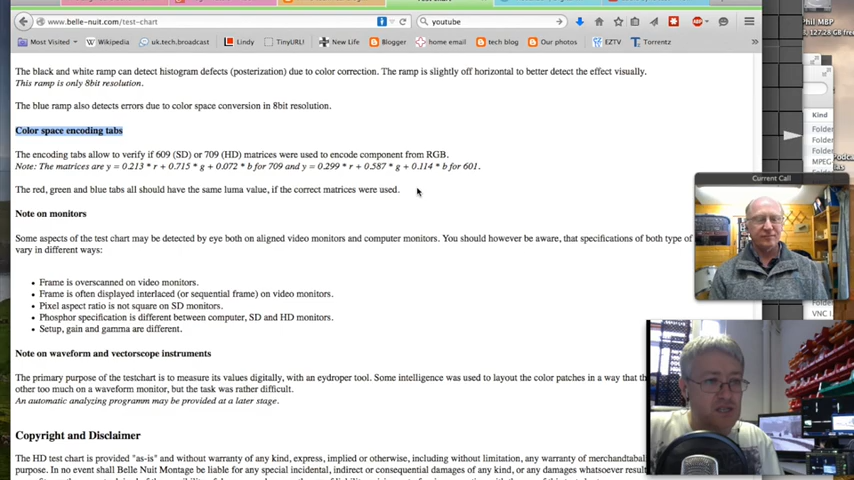 Test Chart
www.belle-nuit.com/test-chart
youtube
Phil MBP
127.28 GB fre
Most Visited
Wikipedia
uk.tech.broadcast
Lindy
TinyURL!
New Life
Blogger
home email
tech blog
Our photos
EZTV
Torrentz
The black and white ramp can detect histogram defects (posterization) due to color correction. The ramp is slightly off horizontal to better detect the effect visually.
This ramp is only 8bit resolution.
Kind
The blue ramp also detects errors due to color space conversion in 8bit resolution.
Folder
Color space encoding tabs
Folder
Folder
The encoding tabs allow to verify if 609 (SD) or 709 (HD) matrices were used to encode component from RGB.
MPEG
Note: The matrices are y = 0.213 * r + 0.715 * g + 0.072 * b for 709 and y = 0.299 * r + 0.587 * g + 0.114 * b for 601.
Podca
ias
Current Call
The red, green and blue tabs all should have the same luma value, if the correct matrices were used.
Note on monitors
Some aspects of the test chart may be detected by eye both on aligned video monitors and computer monitors. You should however be aware, that specifications of both type of
vary in different ways:
Frame is overscanned on video monitors.
Frame is often displayed interlaced (or sequential frame) on video monitors.
Pixel aspect ratio is not square on SD monitors.
Folder
VNC I
Phosphor specification is different between computer, SD and HD monitors.
Setup, gain and gamma are different.
Note on waveform and vectorscope instruments
The primary purpose of the testchart is to measure its values digitally, with an eydroper tool. Some intelligence was used to layout the color patches in a way that the
other too much on a waveform monitor, but the task was rather difficult.
An automatic analyzing programm may be provided at a later stage.
Copyright and Disclaimer
The HD test chart is provided "as-is" and without warranty of any kind, express, implied or otherwise, including without limitation, any warranty of merchandtabil
purpose. In no event shall Belle Nuit Montage be liable for any special incidental, indirect or consequential damages of any kind, or any damages whatsoever result